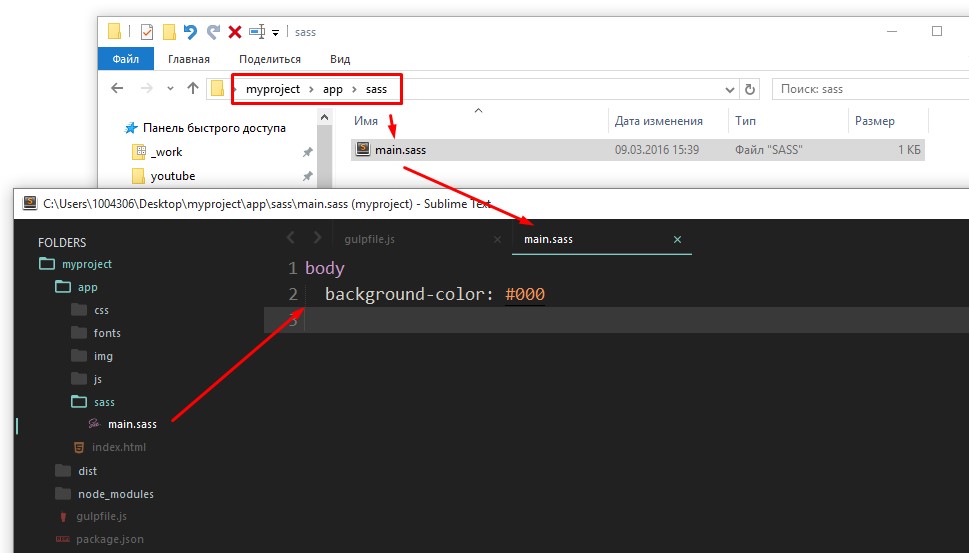 sass
Файл Главная Поделиться Вид
myproject > app > sass
Поиск: sass
Имя Дата изменения Тип Размер
Панель быстрого доступа
main.sass 09.03.2016 15:39 Файл "SASS" 1 КБ
_work
youtube
C:\Users\1004306\Desktop\myproject\app\sass\main.sass (myproject) - Sublime Text
FOLDERS
myproject
app
css
fonts
img
js
sass
main.sass
index.html
dist
node_modules
gulpfile.js
package.json
gulpfile.js × main.sass ×
1 body
2 background-color: #000
3